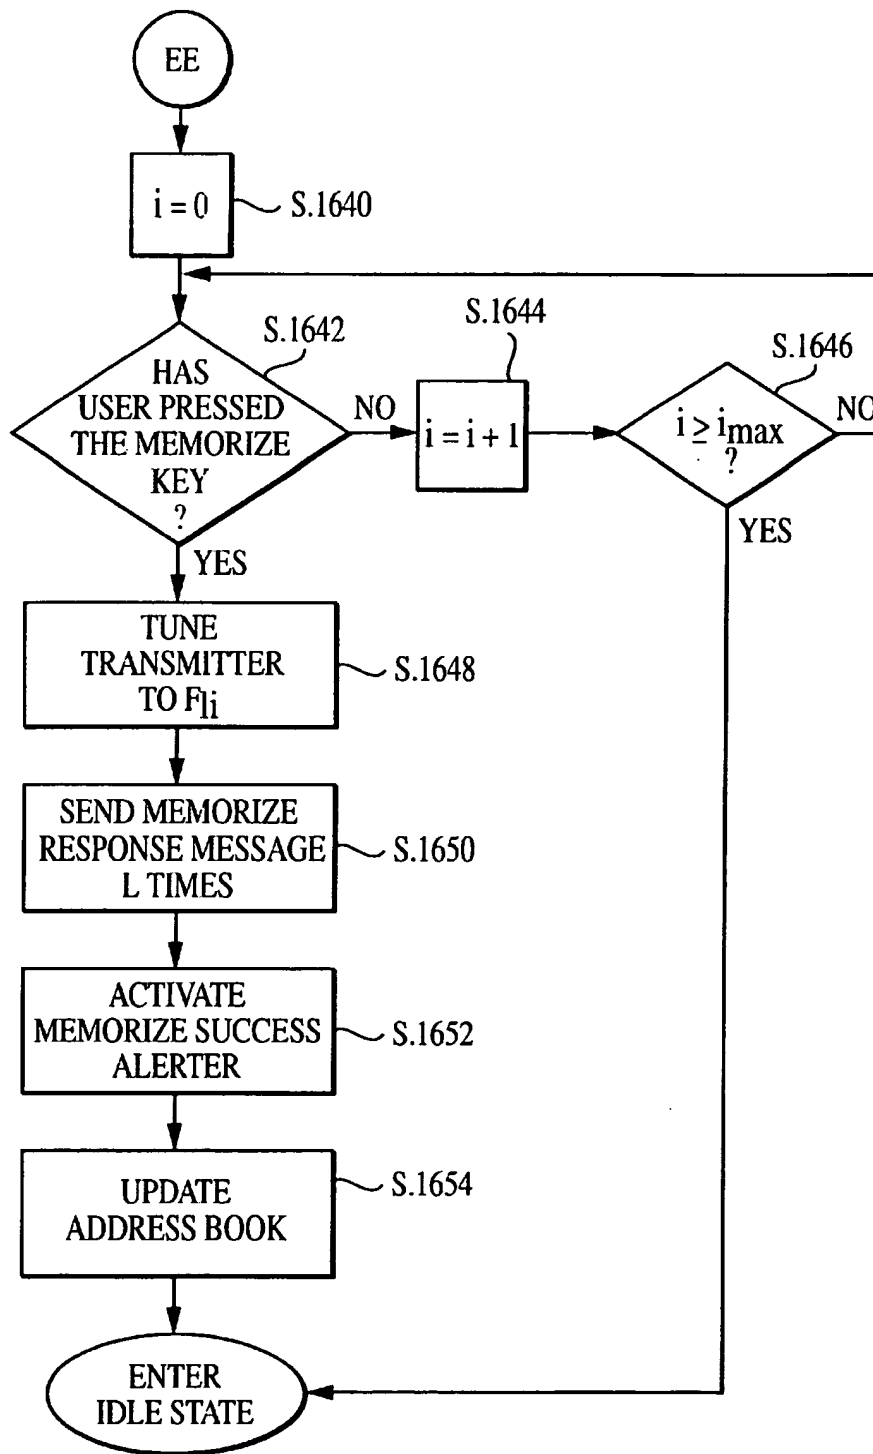 EE
i = 0
S.1640
HAS
USER PRESSED
THE MEMORIZE
KEY
?
S.1642
NO
S.1644
i = i + 1
S.1646
i ≥ imax
?
NO
YES
YES
TUNE
TRANSMITTER
TO Fli
S.1648
SEND MEMORIZE
RESPONSE MESSAGE
L TIMES
S.1650
ACTIVATE
MEMORIZE SUCCESS
ALERTER
S.1652
UPDATE
ADDRESS BOOK
S.1654
ENTER
IDLE STATE